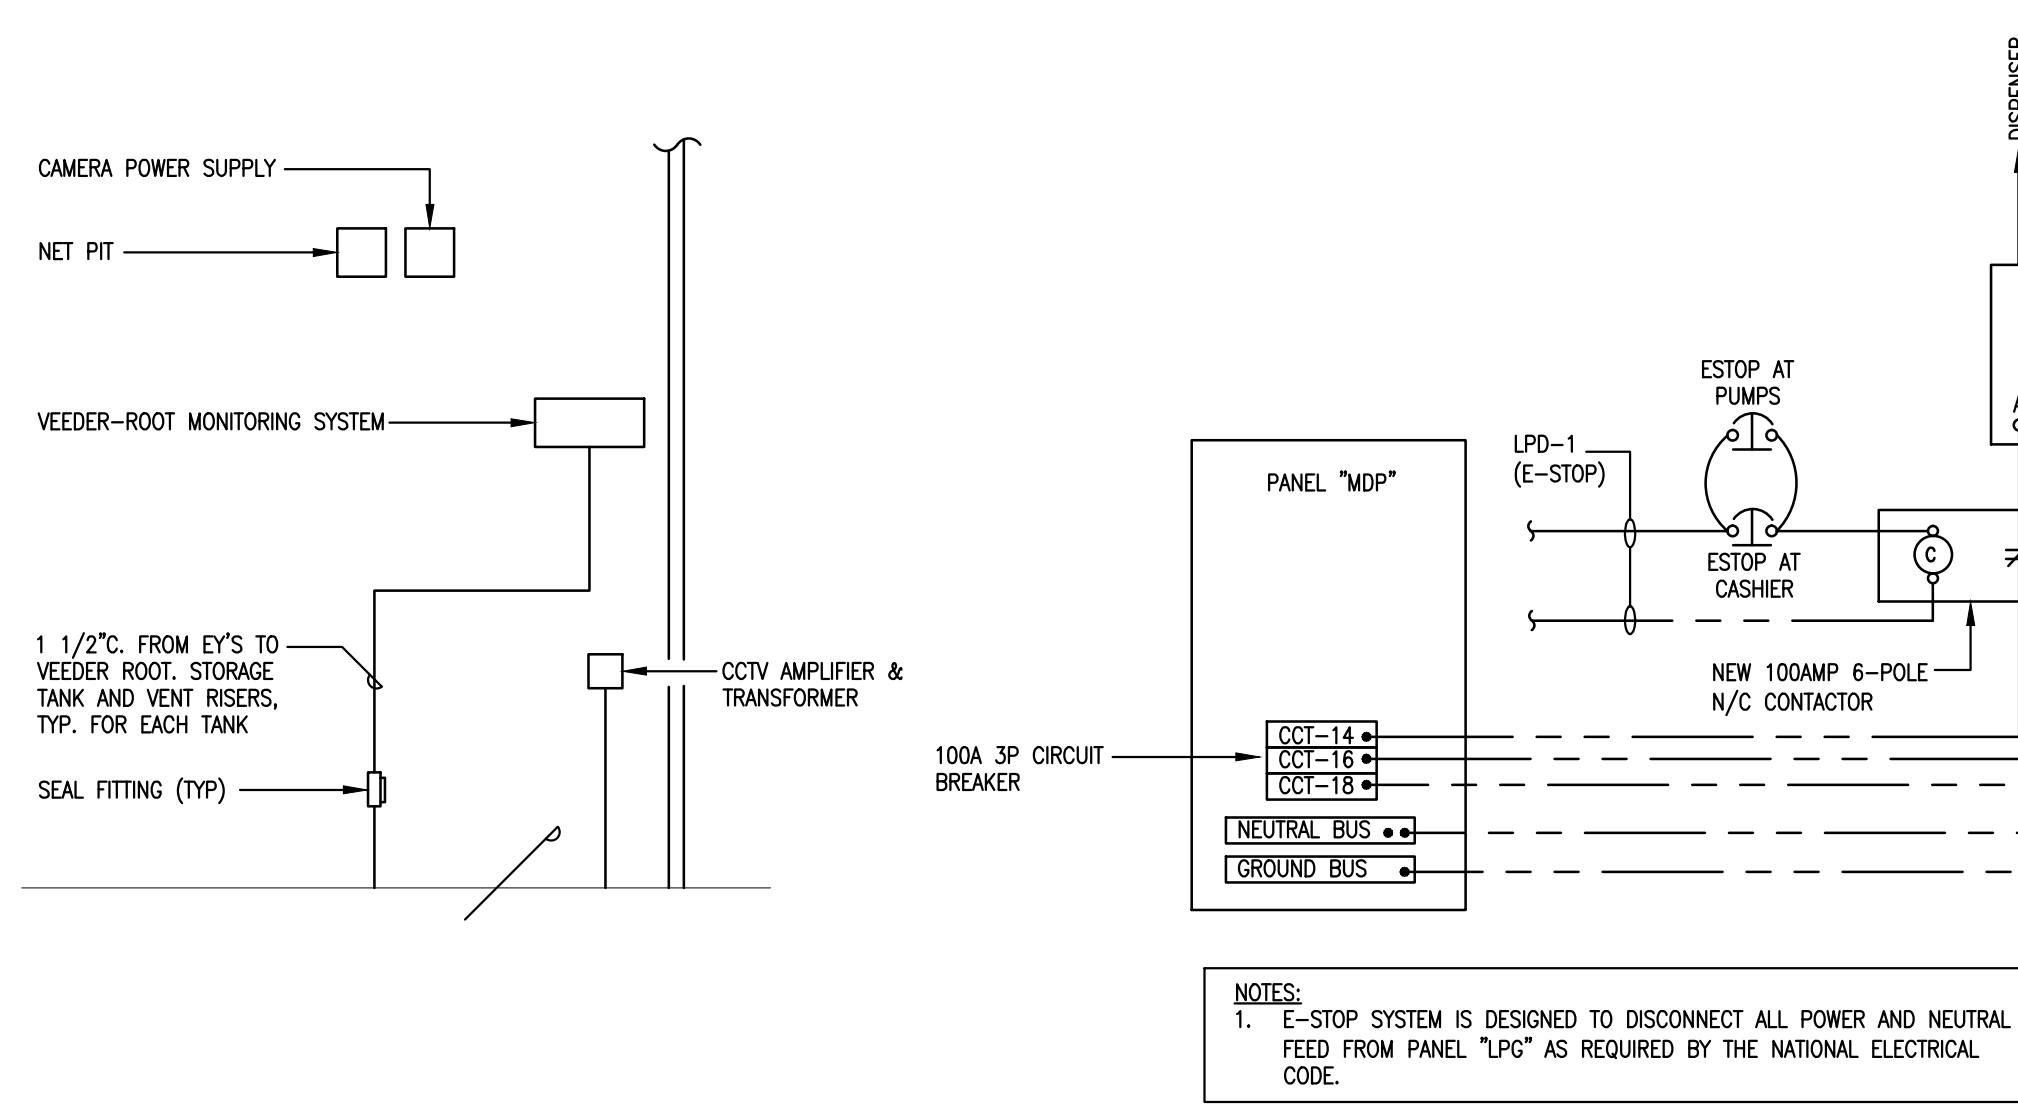 CAMERA POWER SUPPLY
NET PIT
VEEDER-ROOT MONITORING SYSTEM
1 1/2"C. FROM EY'S TO
VEEDER ROOT. STORAGE
TANK AND VENT RISERS,
TYP. FOR EACH TANK
SEAL FITTING (TYP)
CCTV AMPLIFIER &
TRANSFORMER
100A 3P CIRCUIT
BREAKER
PANEL "MDP"
CCT-14
CCT-16
CCT-18
NEUTRAL BUS
GROUND BUS
LPD-1
(E-STOP)
ESTOP AT
PUMPS
ESTOP AT
CASHIER
C
NEW 100AMP 6-POLE
N/C CONTACTOR
DISPENSER
NOTES:
1. E-STOP SYSTEM IS DESIGNED TO DISCONNECT ALL POWER AND NEUTRAL
FEED FROM PANEL "LPG" AS REQUIRED BY THE NATIONAL ELECTRICAL
CODE.